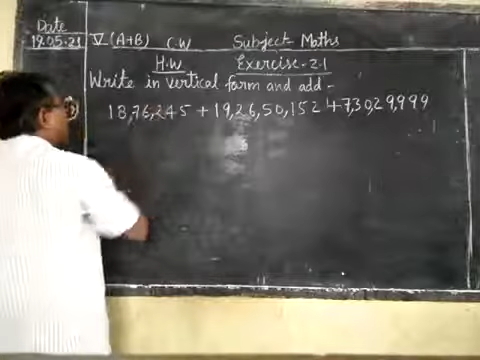 Date
19.05.21 V (A+B) C.W Subject- Maths
H.W Exercise-2.1
Write in vertical form and add -
18,76,245 + 19,26,50,152 + 7,30,29,999